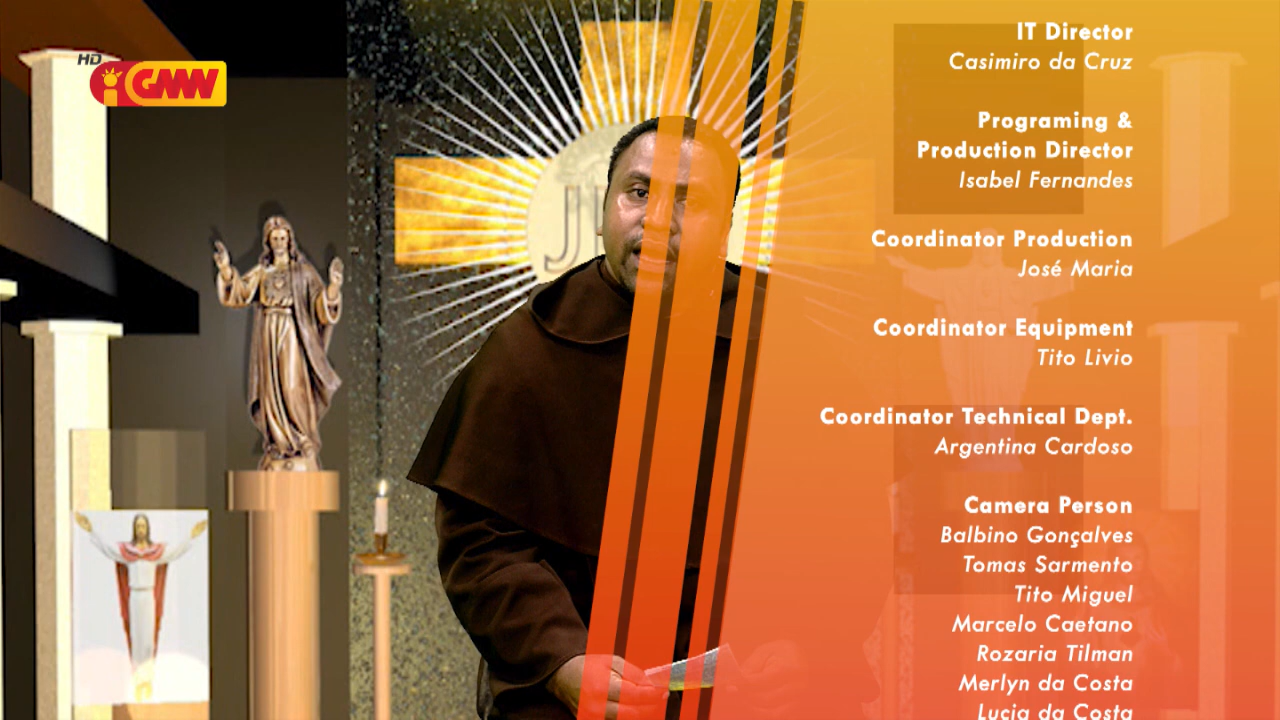 HD
GMN
IT Director
Casimiro da Cruz
Programing &
Production Director
Isabel Fernandes
Coordinator Production
José Maria
Coordinator Equipment
Tito Livio
Coordinator Technical Dept.
Argentina Cardoso
Camera Person
Balbino Gonçalves
Tomas Sarmento
Tito Miguel
Marcelo Caetano
Rozaria Tilman
Merlyn da Costa
Lucia da Costa